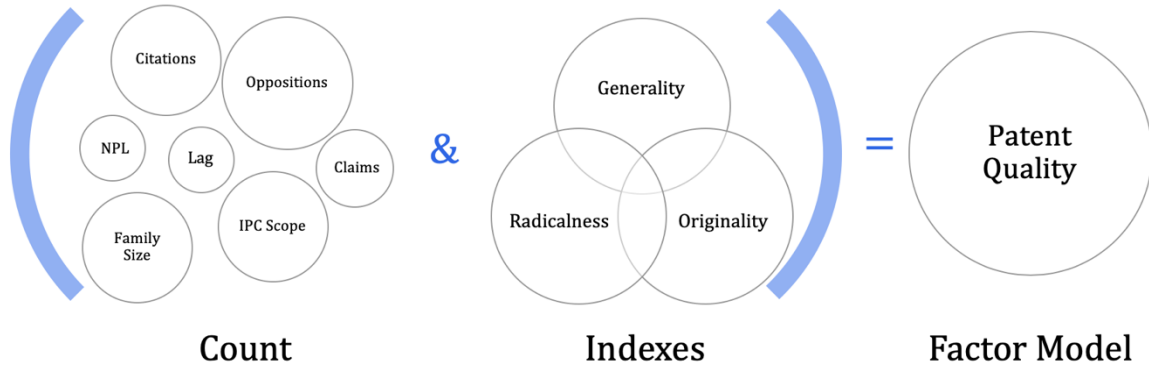 Citations
Oppositions
NPL
Lag
Claims
Family
Size
IPC Scope
&
Generality
Radicalness
Originality
=
Patent
Quality
Count
Indexes
Factor Model